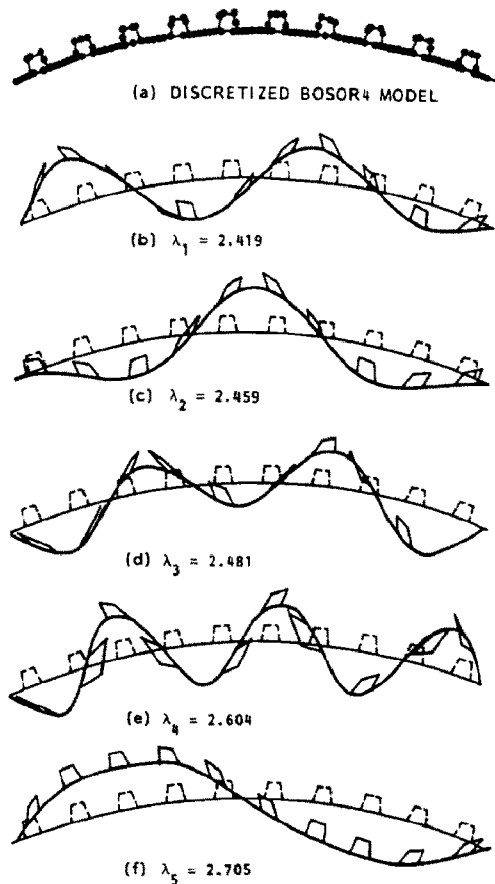 (a) DISCRETIZED BOSOR4 MODEL
(b) λ₁ = 2.419
(c) λ₂ = 2.459
(d) λ₃ = 2.481
(e) λ₄ = 2.604
(f) λ₅ = 2.705